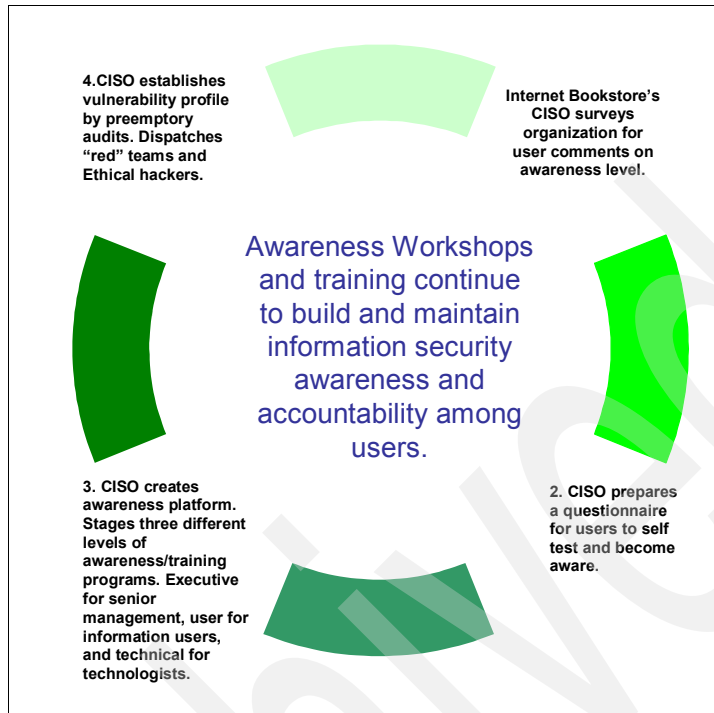 4.CISO establishes
vulnerability profile
by preemptory
audits. Dispatches
“red” teams and
Ethical hackers.
Internet Bookstore’s
CISO surveys
organization for
user comments on
awareness level.
Awareness Workshops
and training continue
to build and maintain
information security
awareness and
accountability among
users.
3. CISO creates
awareness platform.
Stages three different
levels of
awareness/training
programs. Executive
for senior
management, user for
information users,
and technical for
technologists.
2. CISO prepares
a questionnaire
for users to self
test and become
aware.